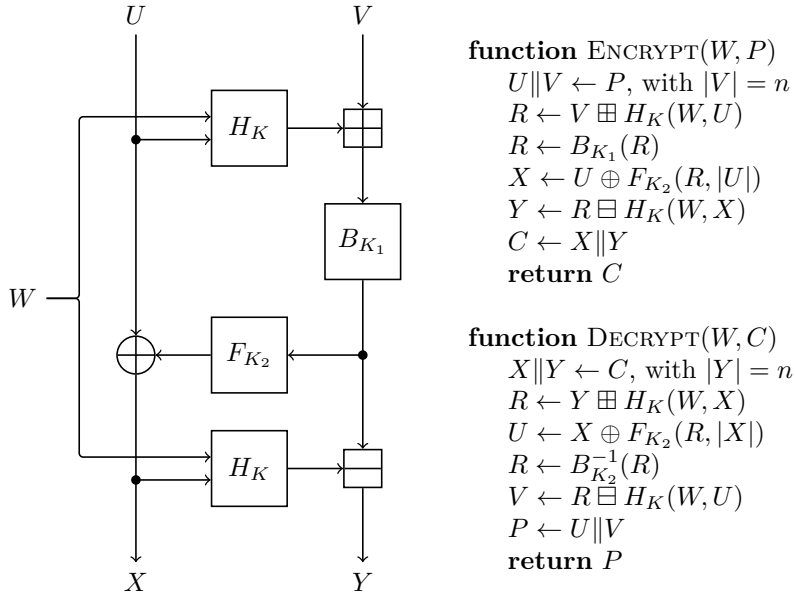 U
V
H_K
B_{K_1}
W
F_{K_2}
H_K
X
Y
function ENCRYPT(W, P)
U‖V ← P, with |V| = n
R ← V ⊞ H_K(W, U)
R ← B_{K_1}(R)
X ← U ⊕ F_{K_2}(R, |U|)
Y ← R ⊟ H_K(W, X)
C ← X‖Y
return C
function DECRYPT(W, C)
X‖Y ← C, with |Y| = n
R ← Y ⊞ H_K(W, X)
U ← X ⊕ F_{K_2}(R, |X|)
R ← B_{K_2}^{-1}(R)
V ← R ⊟ H_K(W, U)
P ← U‖V
return P